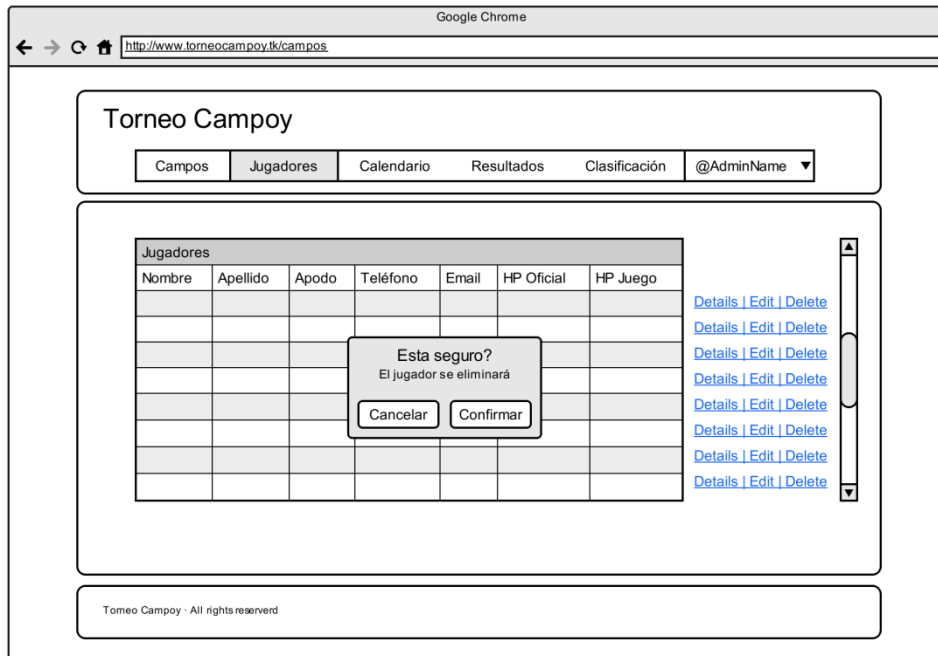 Google Chrome
http://www.torneocampoy.tk/campos
Torneo Campoy
Campos Jugadores Calendario Resultados Clasificación @AdminName
Jugadores
Nombre Apellido Apodo Teléfono Email HP Oficial HP Juego
Details | Edit | Delete
Details | Edit | Delete
Details | Edit | Delete
Details | Edit | Delete
Details | Edit | Delete
Details | Edit | Delete
Details | Edit | Delete
Details | Edit | Delete
Esta seguro?
El jugador se eliminará
Cancelar Confirmar
Torneo Campoy · All rights reserverd